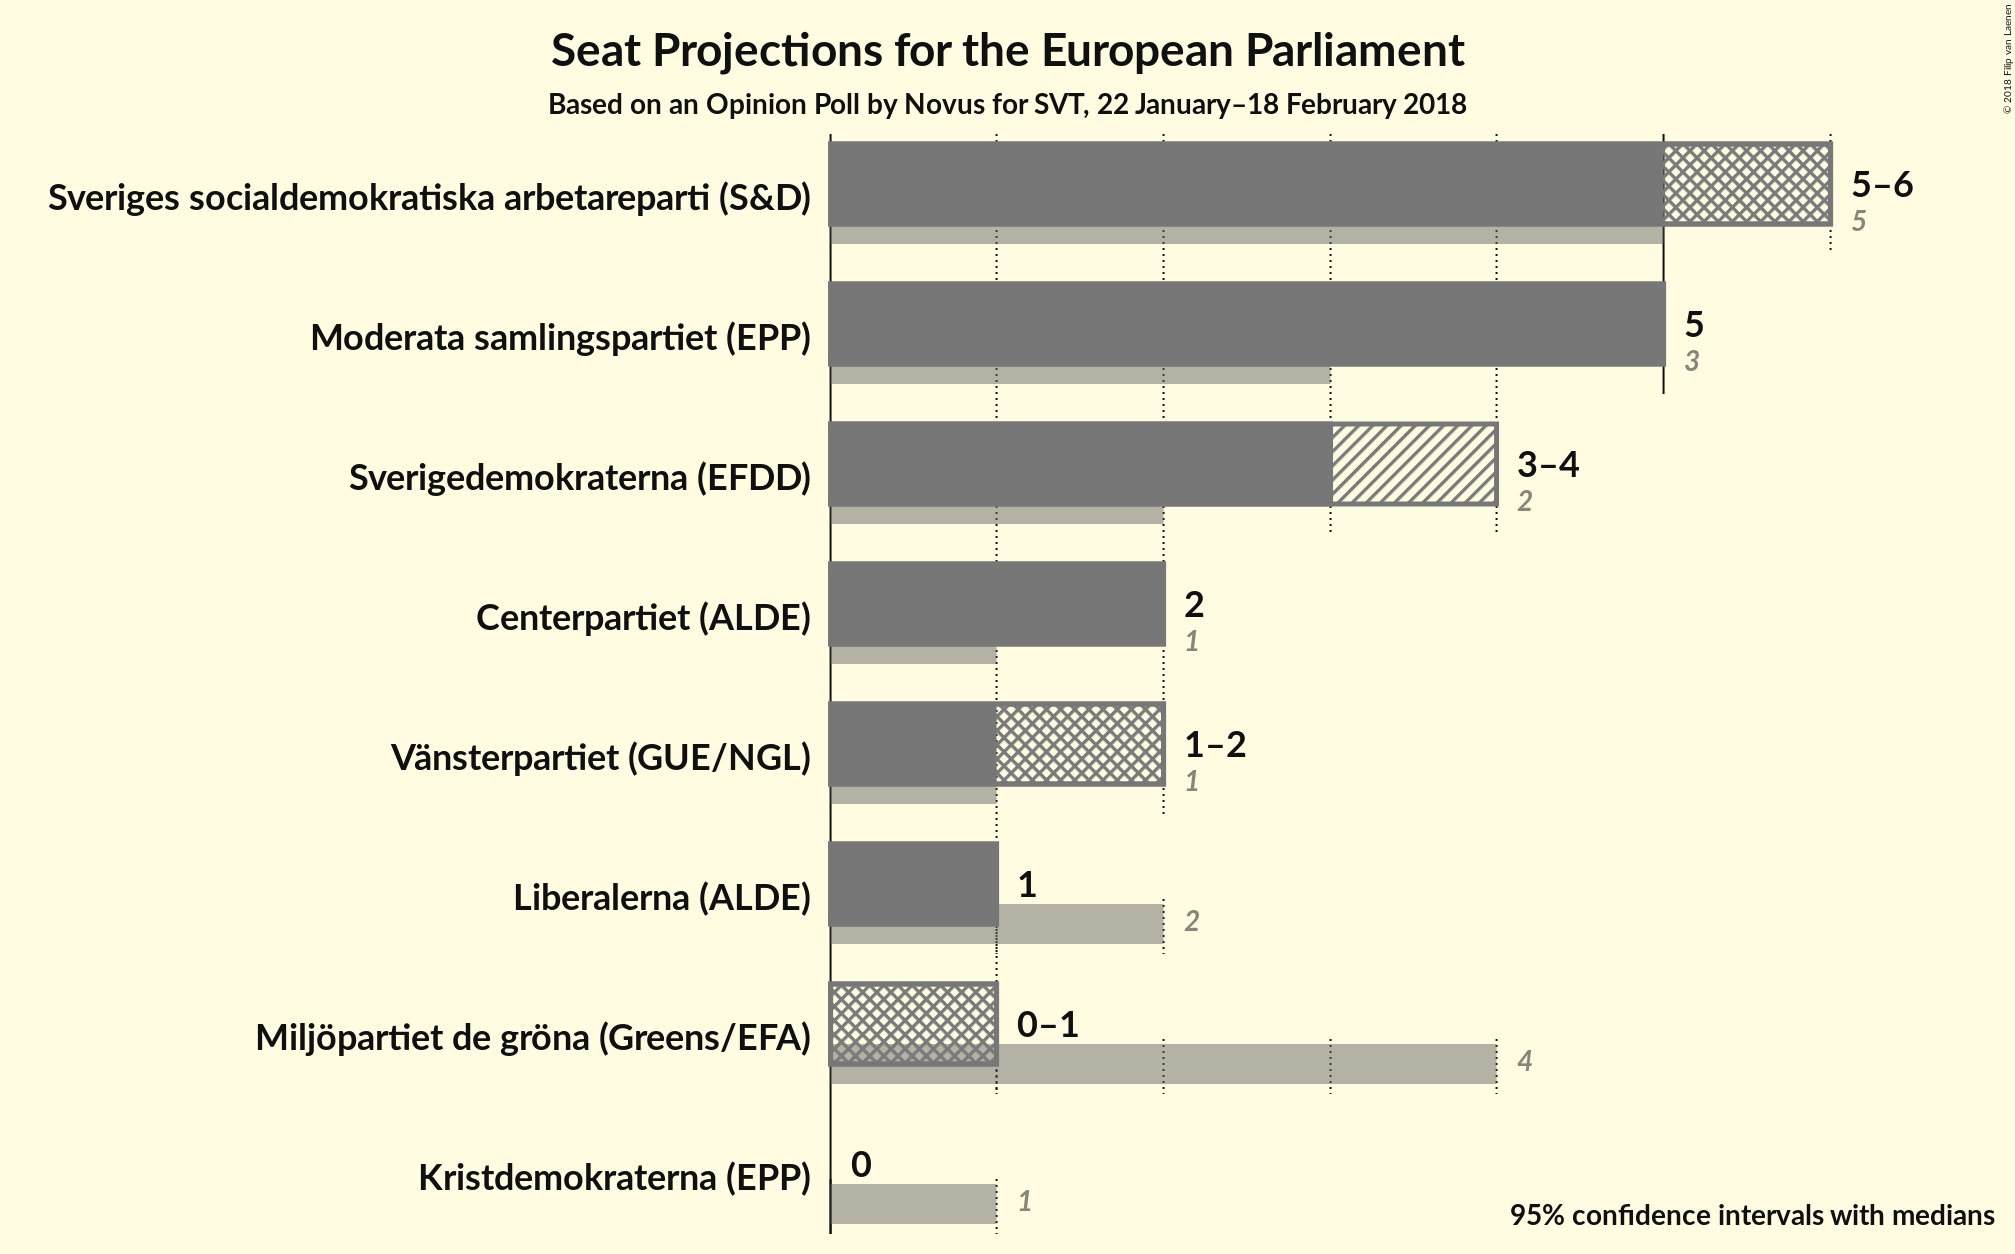 Seat Projections for the European Parliament
Based on an Opinion Poll by Novus for SVT, 22 January–18 February 2018
© 2018 Filip van Laenen
Sveriges socialdemokratiska arbetareparti (S&D)
5–6
5
Moderata samlingspartiet (EPP)
5
3
Sverigedemokraterna (EFDD)
3–4
2
Centerpartiet (ALDE)
2
1
Vänsterpartiet (GUE/NGL)
1–2
1
Liberalerna (ALDE)
1
2
Miljöpartiet de gröna (Greens/EFA)
0–1
4
Kristdemokraterna (EPP)
0
1
95% confidence intervals with medians